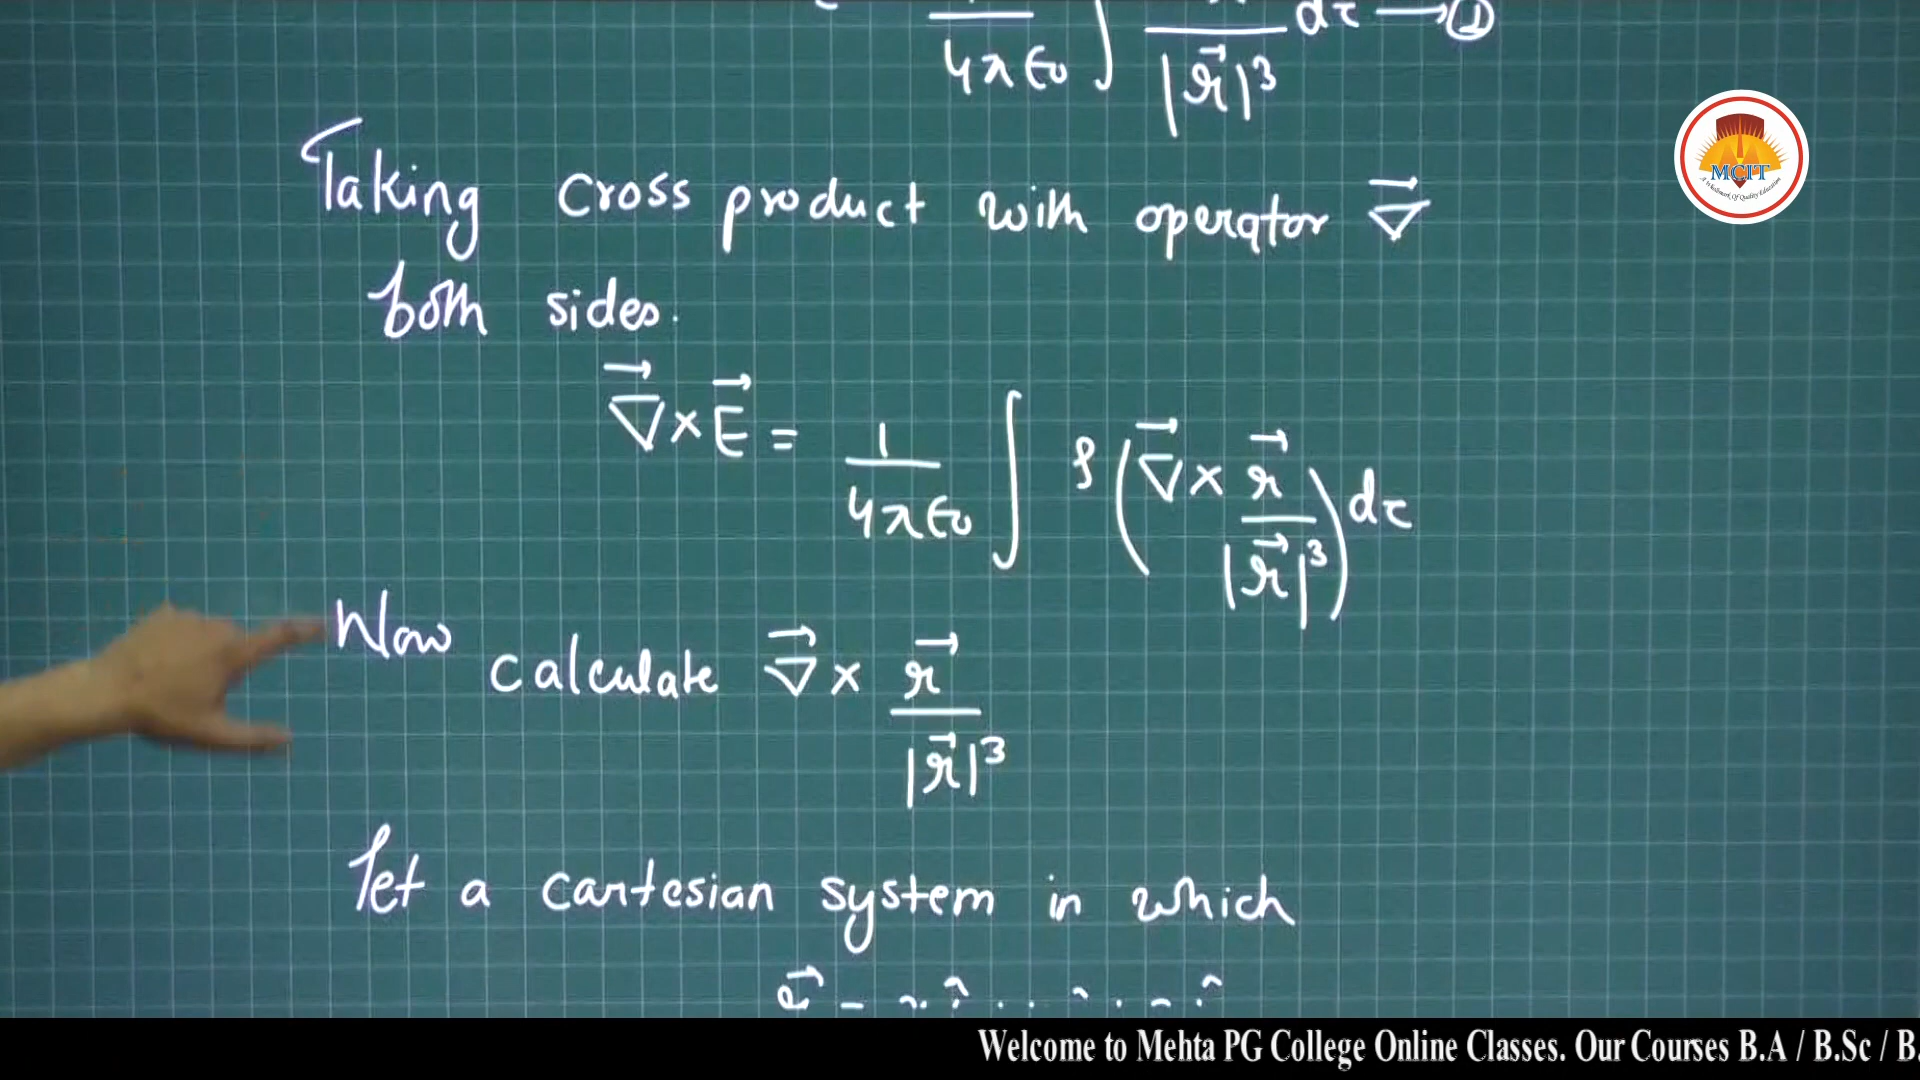 4πϵ₀ ∫ |r⃗|³ dτ → ①
Taking cross product with operator ∇⃗
both sides.
∇⃗ × E⃗ = 1/4πϵ₀ ∫ ρ (∇⃗ × r⃗/|r⃗|³) dτ
Now calculate ∇⃗ × r⃗/|r⃗|³
let a cartesian system in which
MCIT
Welcome to Mehta PG College Online Classes. Our Courses B.A / B.Sc / B.